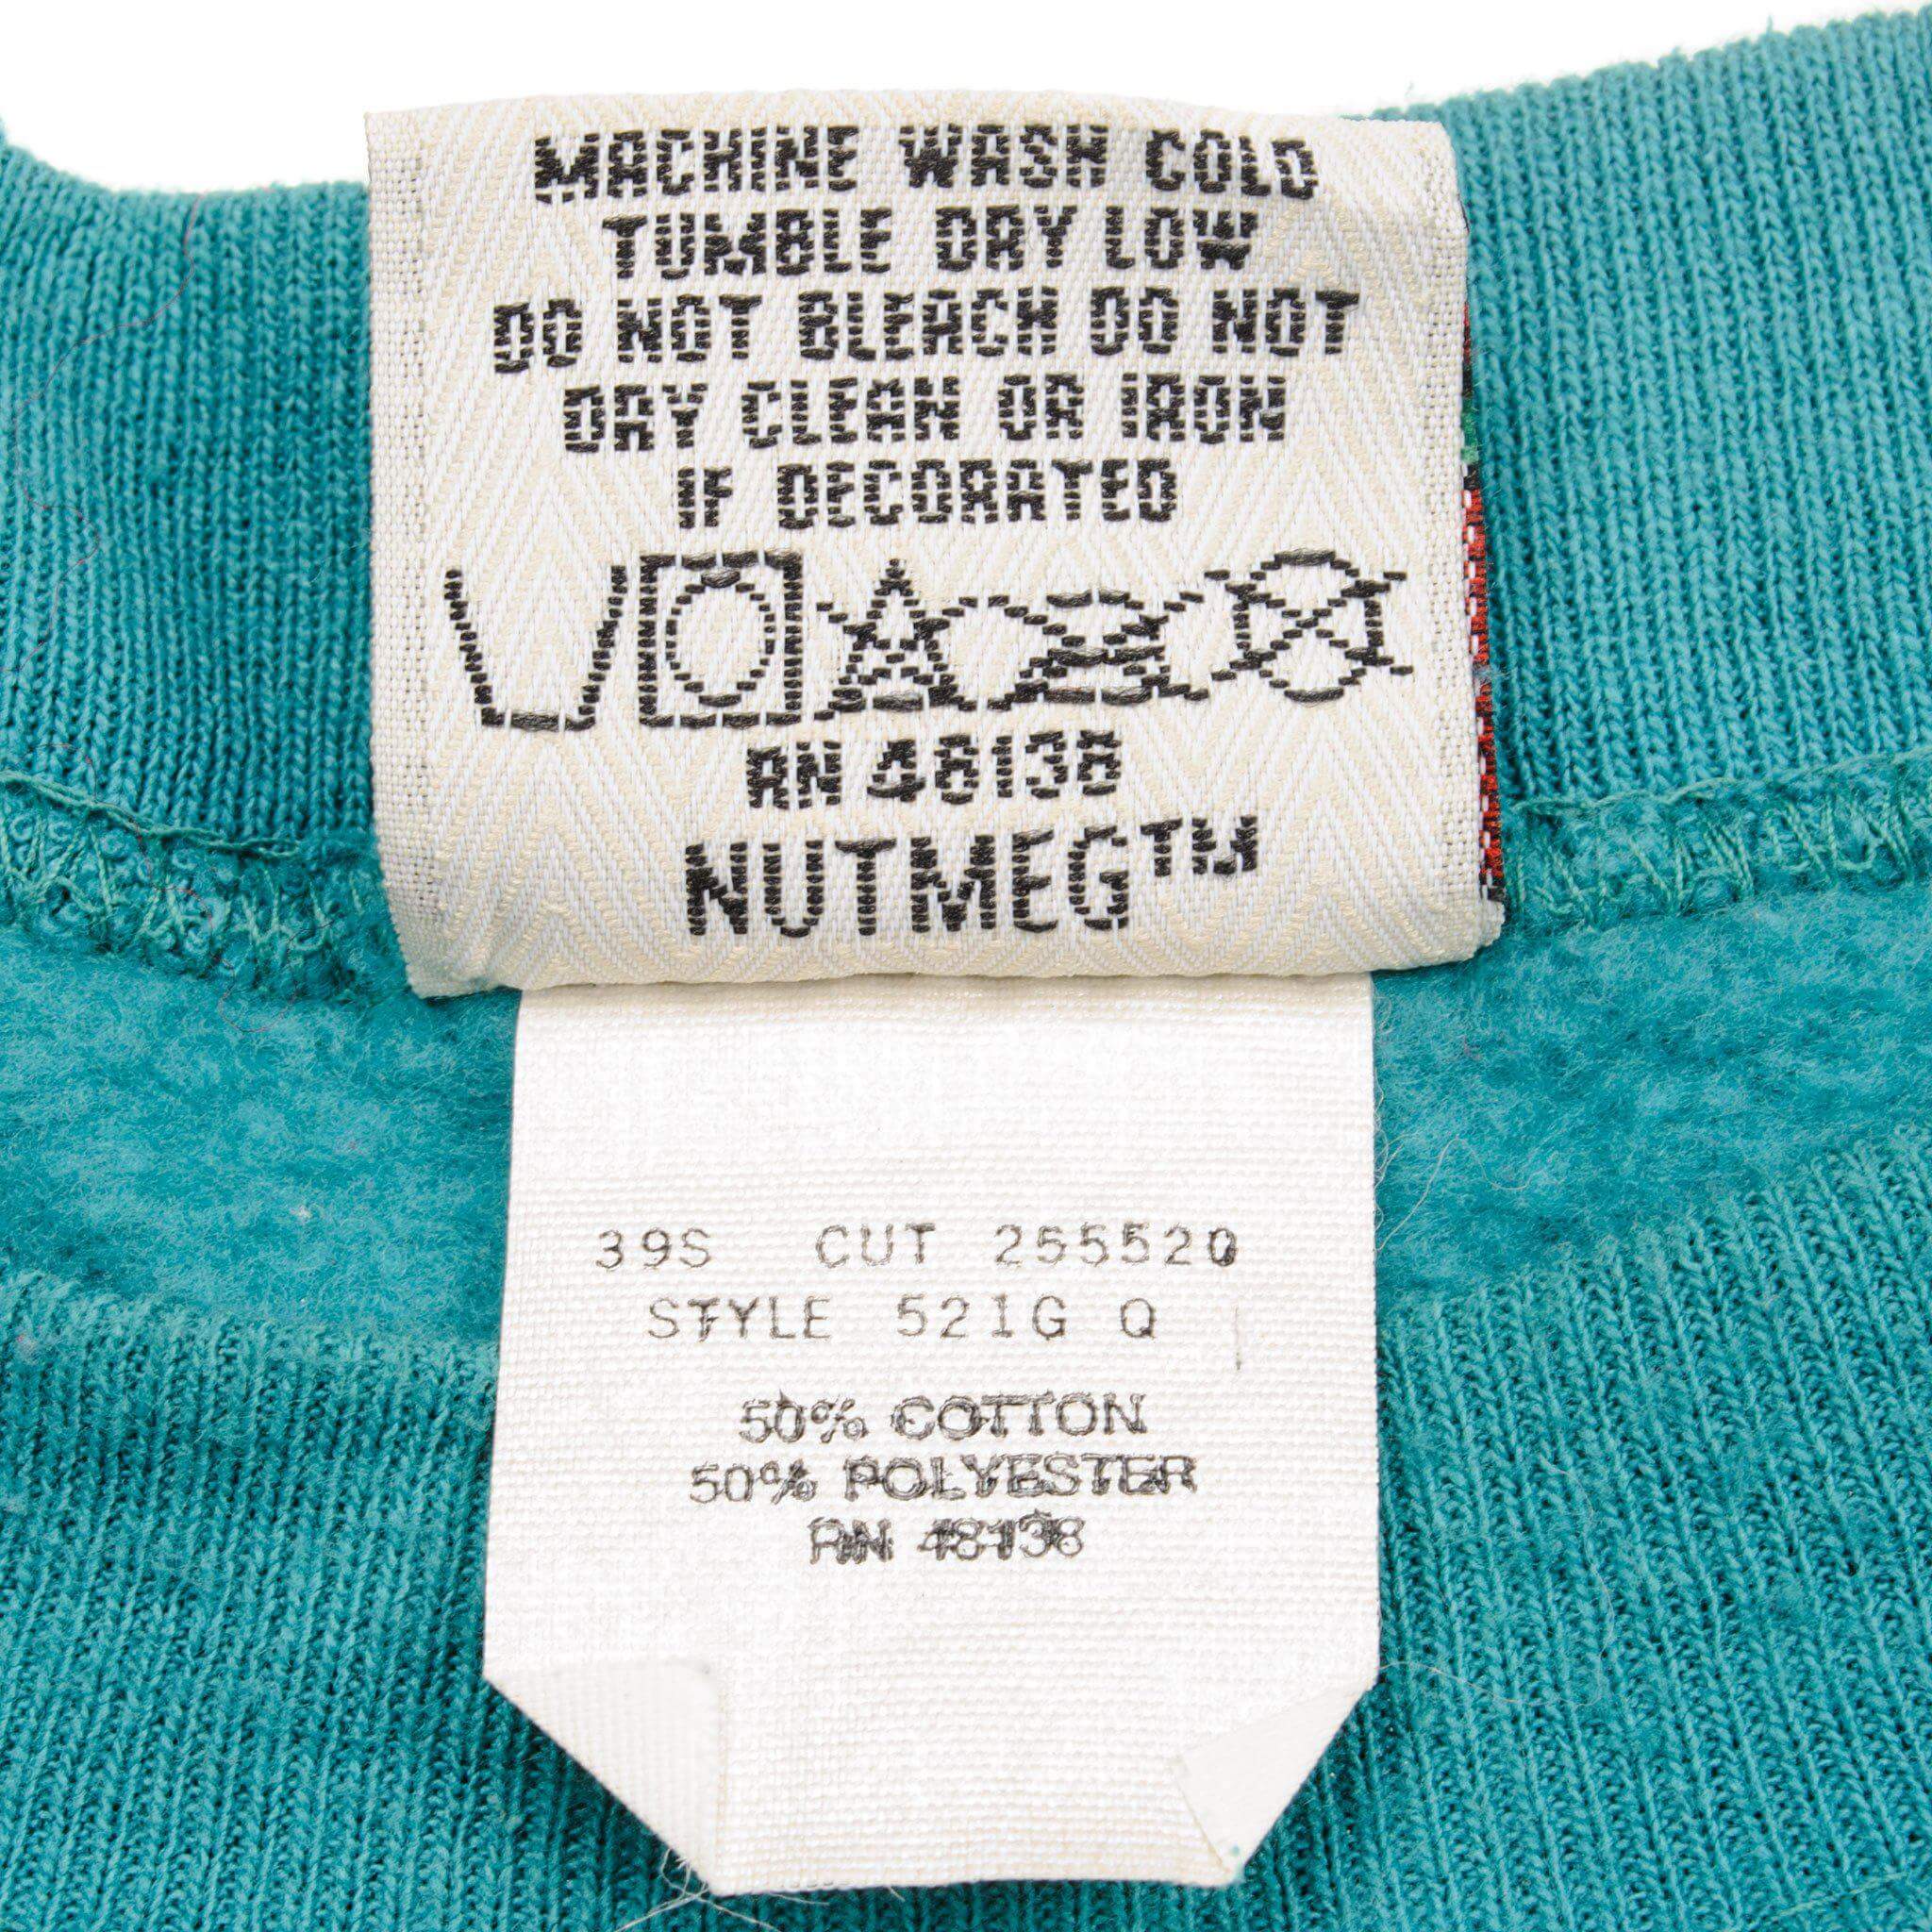 MACHINE WASH COLD
TUMBLE DRY LOW
DO NOT BLEACH DO NOT
DRY CLEAN OR IRON
IF DECORATED
RN 48138
NUTMEG™
39S CUT 255520
STYLE 521G Q
50% COTTON
50% POLYESTER
RN 48138